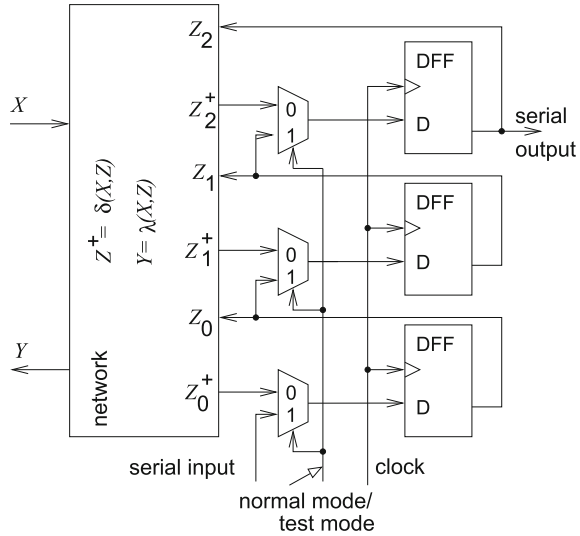 Z₂
DFF
X
Z₂⁺
0
1
D
serial
output
Z₁
Z⁺= δ(X,Z)
Y= λ(X,Z)
DFF
Z₁⁺
0
1
D
Z₀
DFF
Y
network
Z₀⁺
0
1
D
serial input
clock
normal mode/
test mode